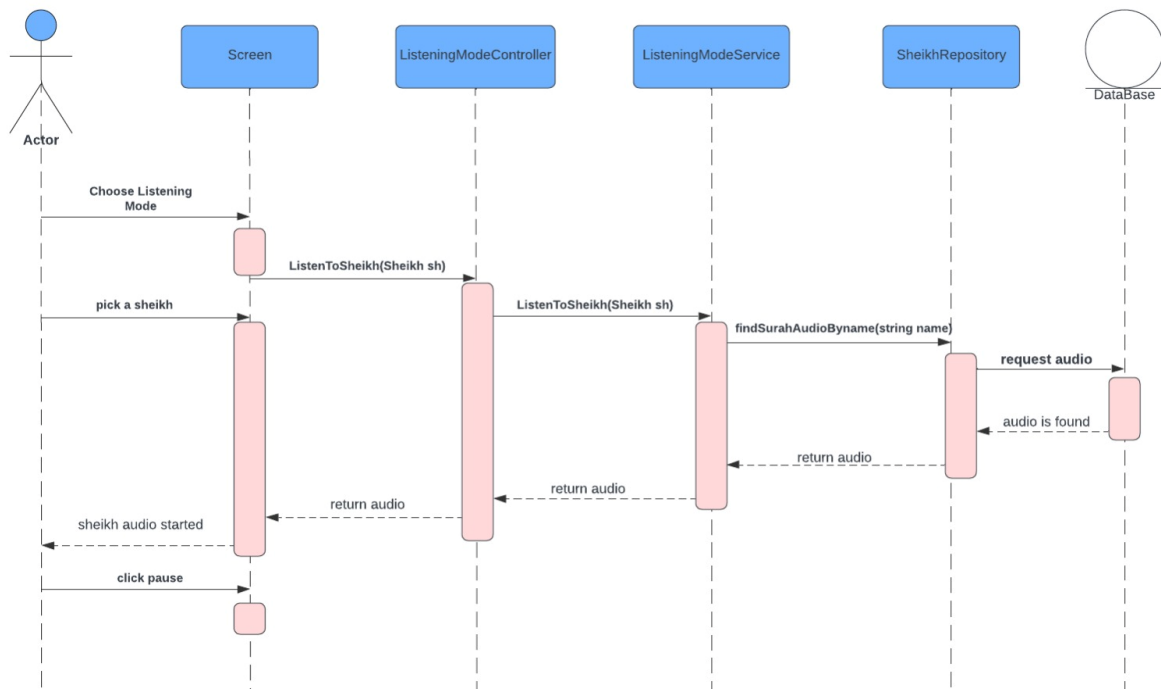 Screen
ListeningModeController
ListeningModeService
SheikhRepository
DataBase
Actor
Choose Listening
Mode
ListenToSheikh(Sheikh sh)
pick a sheikh
ListenToSheikh(Sheikh sh)
findSurahAudioByname(string name)
request audio
audio is found
return audio
return audio
return audio
sheikh audio started
click pause